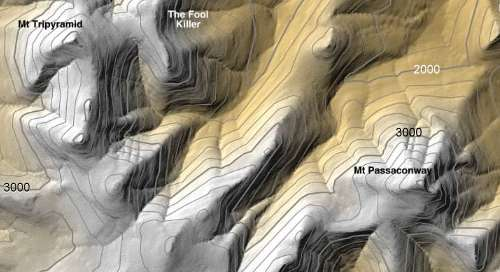 Mt Tripyramid
The Fool
Killer
2000
3000
Mt Passaconway
3000